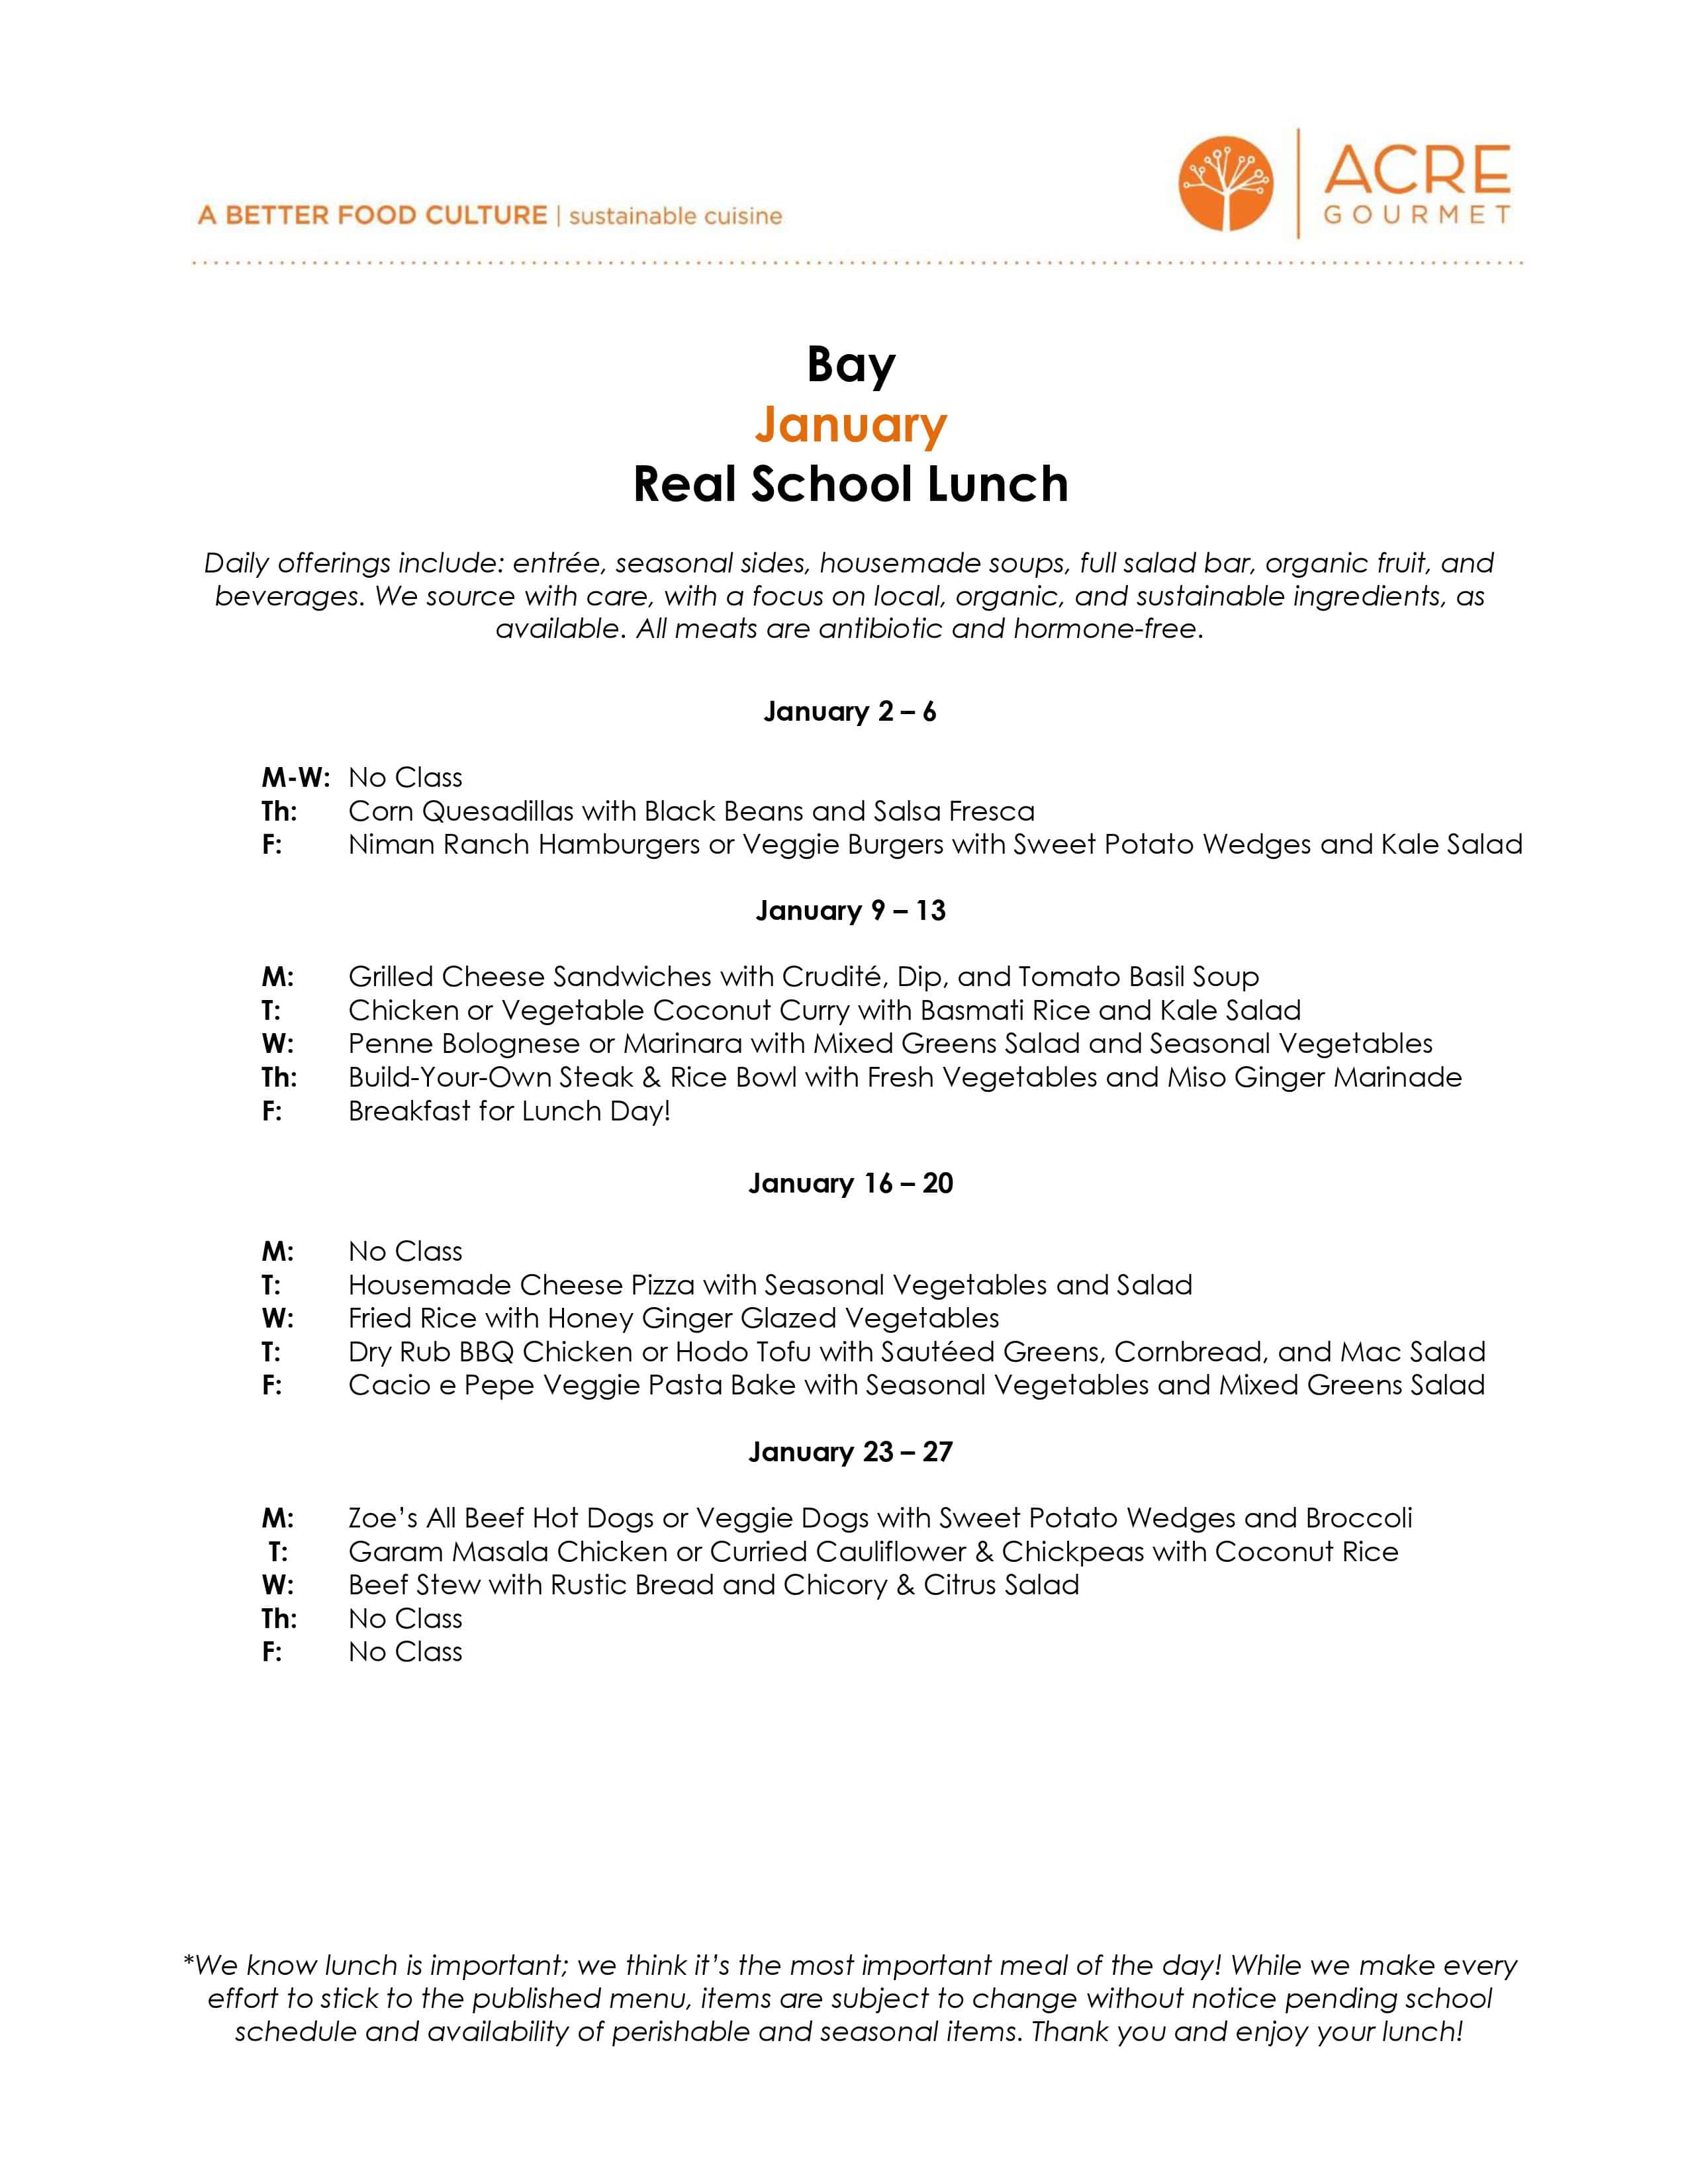 A BETTER FOOD CULTURE | sustainable cuisine
ACRE
GOURMET
Bay
January
Real School Lunch
Daily offerings include: entrée, seasonal sides, housemade soups, full salad bar, organic fruit, and
beverages. We source with care, with a focus on local, organic, and sustainable ingredients, as
available. All meats are antibiotic and hormone-free.
January 2 – 6
M-W: No Class
Th: Corn Quesadillas with Black Beans and Salsa Fresca
F: Niman Ranch Hamburgers or Veggie Burgers with Sweet Potato Wedges and Kale Salad
January 9 – 13
M: Grilled Cheese Sandwiches with Crudité, Dip, and Tomato Basil Soup
T: Chicken or Vegetable Coconut Curry with Basmati Rice and Kale Salad
W: Penne Bolognese or Marinara with Mixed Greens Salad and Seasonal Vegetables
Th: Build-Your-Own Steak & Rice Bowl with Fresh Vegetables and Miso Ginger Marinade
F: Breakfast for Lunch Day!
January 16 – 20
M: No Class
T: Housemade Cheese Pizza with Seasonal Vegetables and Salad
W: Fried Rice with Honey Ginger Glazed Vegetables
T: Dry Rub BBQ Chicken or Hodo Tofu with Sautéed Greens, Cornbread, and Mac Salad
F: Cacio e Pepe Veggie Pasta Bake with Seasonal Vegetables and Mixed Greens Salad
January 23 – 27
M: Zoe’s All Beef Hot Dogs or Veggie Dogs with Sweet Potato Wedges and Broccoli
T: Garam Masala Chicken or Curried Cauliflower & Chickpeas with Coconut Rice
W: Beef Stew with Rustic Bread and Chicory & Citrus Salad
Th: No Class
F: No Class
*We know lunch is important; we think it’s the most important meal of the day! While we make every
effort to stick to the published menu, items are subject to change without notice pending school
schedule and availability of perishable and seasonal items. Thank you and enjoy your lunch!